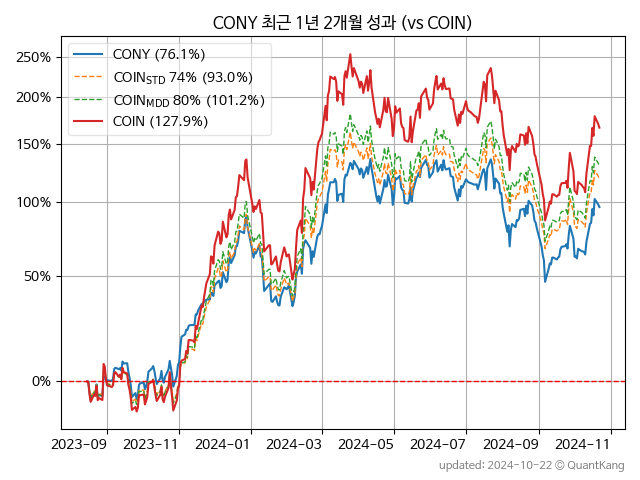 CONY 최근 1년 2개월 성과 (vs COIN)
CONY (76.1%)
COINSTD 74% (93.0%)
COINMDD 80% (101.2%)
COIN (127.9%)
250%
200%
150%
100%
50%
0%
2023-09 2023-11 2024-01 2024-03 2024-05 2024-07 2024-09 2024-11
updated: 2024-10-22 © QuantKang